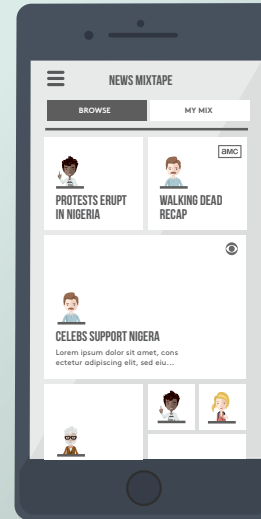 NEWS MIXTAPE
BROWSE
MY MIX
amc
PROTESTS ERUPT
IN NIGERIA
WALKING DEAD
RECAP
CELEBS SUPPORT NIGERA
Lorem ipsum dolor sit amet, cons
ectetur adipiscing elit, sed eiu...